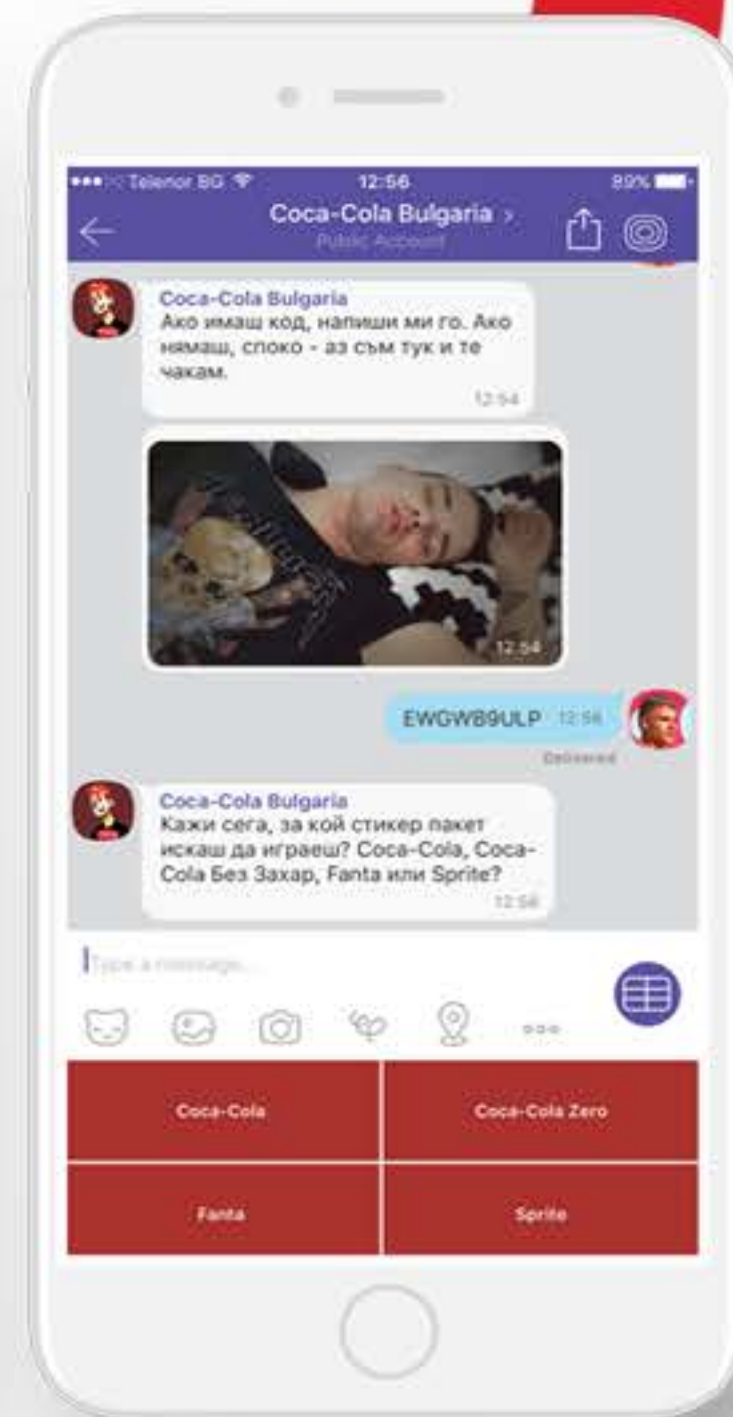 Telenor BG 12:56 89%
Coca-Cola Bulgaria >
Public Account
Coca-Cola Bulgaria
Ако имаш код, напиши ми го. Ако
нямаш, споко - аз съм тук и те
чакам.
12:54
12:54
EWGWB9ULP 12:56
Delivered
Coca-Cola Bulgaria
Кажи сега, за кой стикер пакет
искаш да играеш? Coca-Cola, Coca-
Cola Без Захар, Fanta или Sprite?
12:56
Type a message...
Coca-Cola
Coca-Cola Zero
Fanta
Sprite